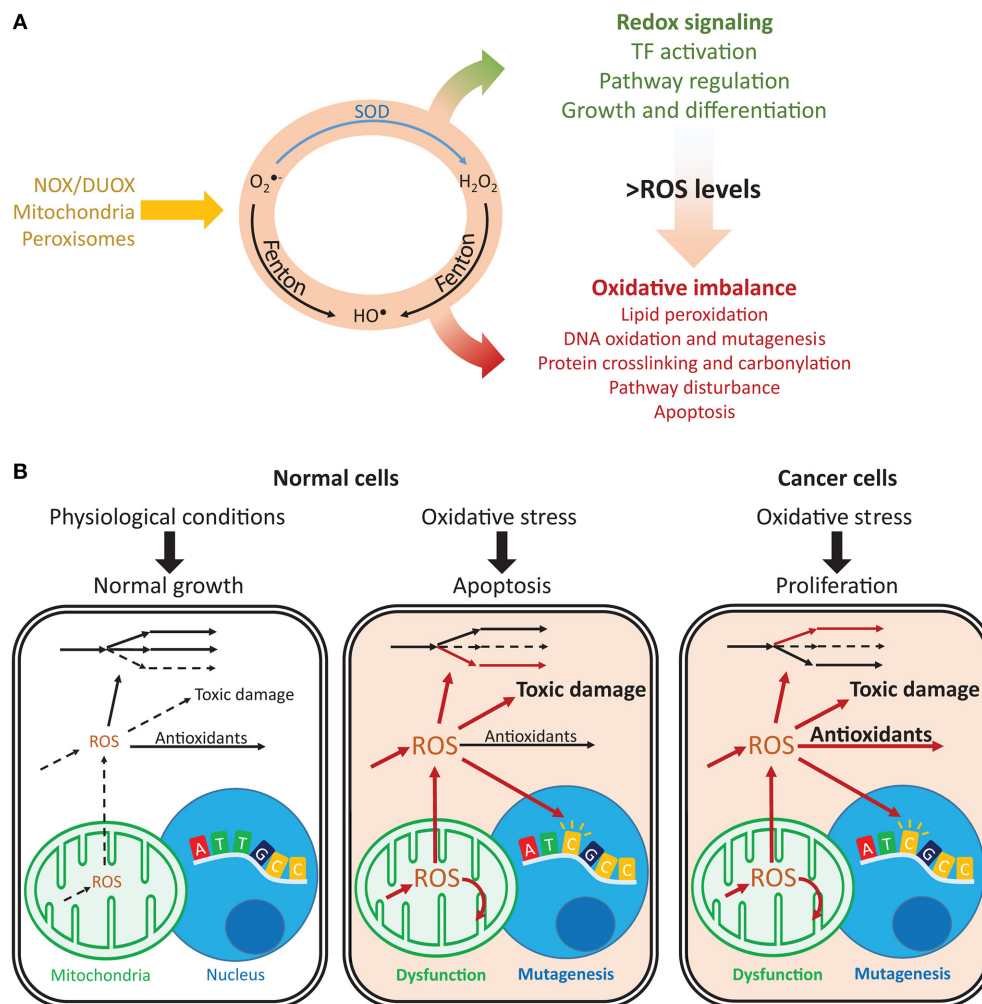 A
Redox signaling
TF activation
Pathway regulation
Growth and differentiation
SOD
O₂•⁻
H₂O₂
NOX/DUOX
Mitochondria
Peroxisomes
>ROS levels
Fenton
Fenton
HO•
Oxidative imbalance
Lipid peroxidation
DNA oxidation and mutagenesis
Protein crosslinking and carbonylation
Pathway disturbance
Apoptosis
B
Normal cells
Cancer cells
Physiological conditions
Oxidative stress
Oxidative stress
Normal growth
Apoptosis
Proliferation
Toxic damage
ROS
Antioxidants
ATTGCC
ROS
Mitochondria
Nucleus
Toxic damage
ROS
Antioxidants
ATCGCC
ROS
Dysfunction
Mutagenesis
Toxic damage
ROS
Antioxidants
ATCGCC
ROS
Dysfunction
Mutagenesis